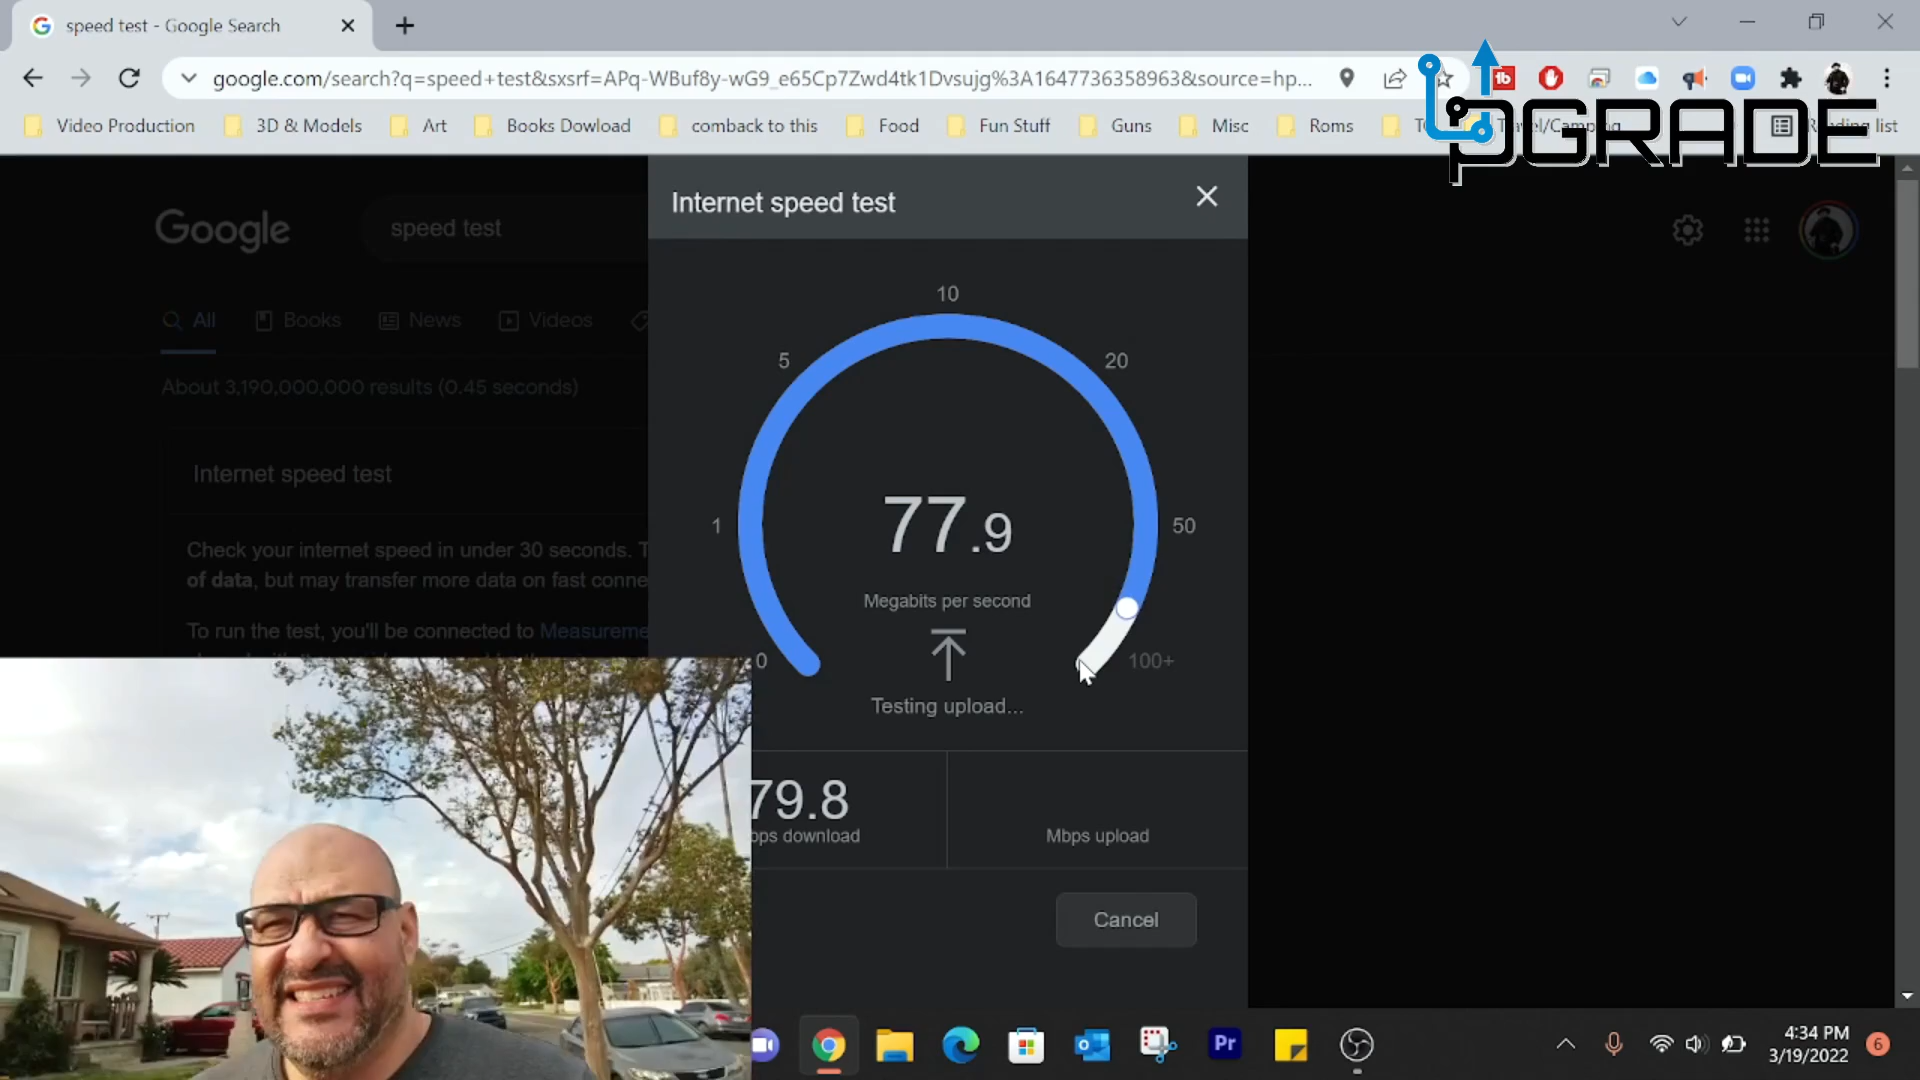 speed test - Google Search
google.com/search?q=speed+test&sxsrf=APq-WBuf8y-wG9_e65Cp7Zwd4tk1Dvsujg%3A1647736358963&source=hp...
Video Production
3D & Models
Art
Books Dowload
comback to this
Food
Fun Stuff
Guns
Misc
Roms
Travel/Camping
Reading list
UPGRADE
Google
speed test
Internet speed test
All
Books
News
Videos
About 3,190,000,000 results (0.45 seconds)
Internet speed test
Check your internet speed in under 30 seconds.
of data, but may transfer more data on fast
To run the test, you'll be connected to
0
1
5
10
20
50
100+
77.9
Megabits per second
Testing upload...
79.8
download
Mbps upload
Cancel
Pr
4:34 PM
3/19/2022
6